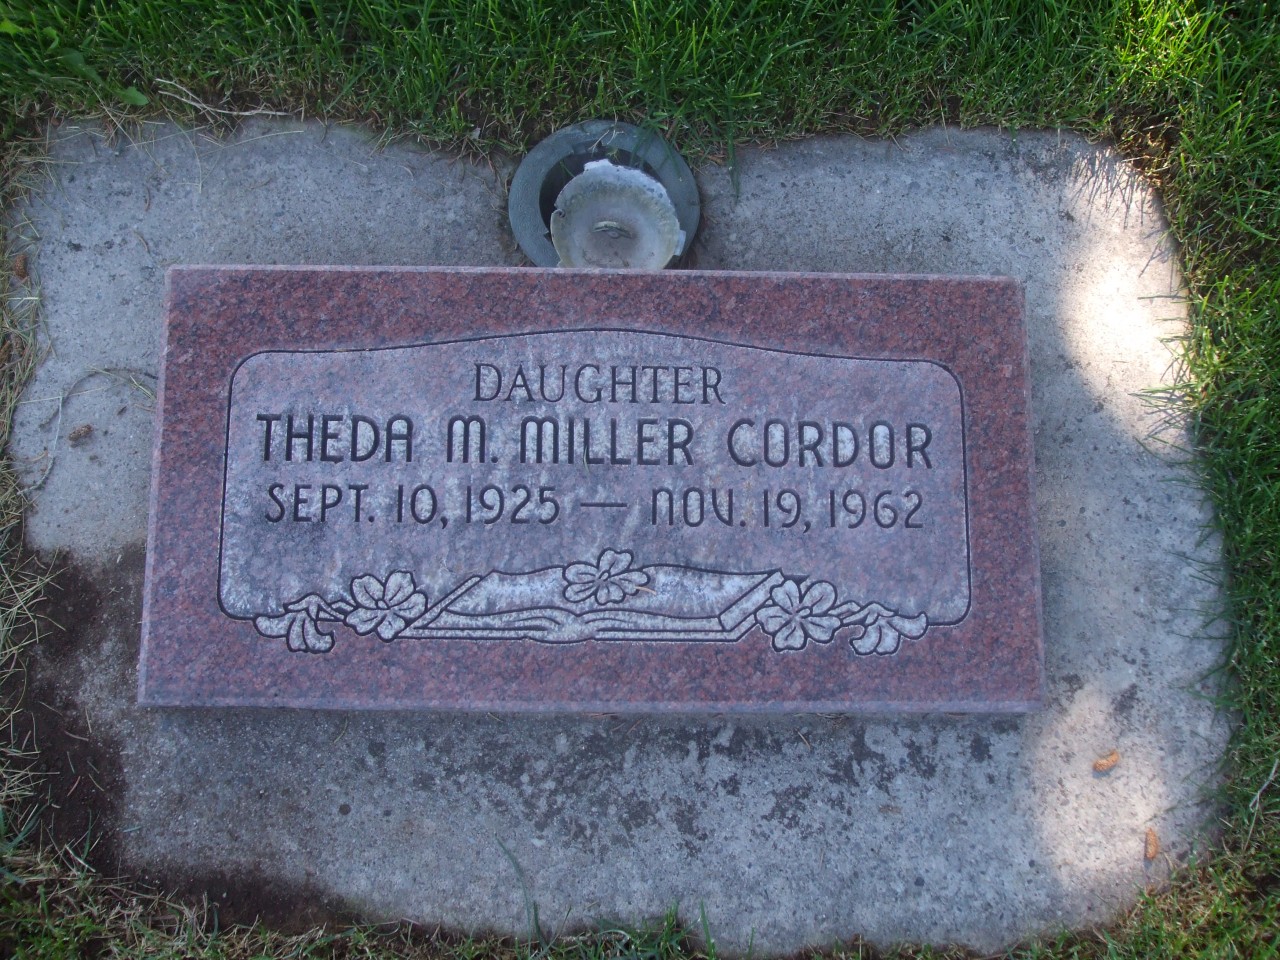 DAUGHTER
THEDA M. MILLER CORDOR
SEPT. 10, 1925 — NOV. 19, 1962